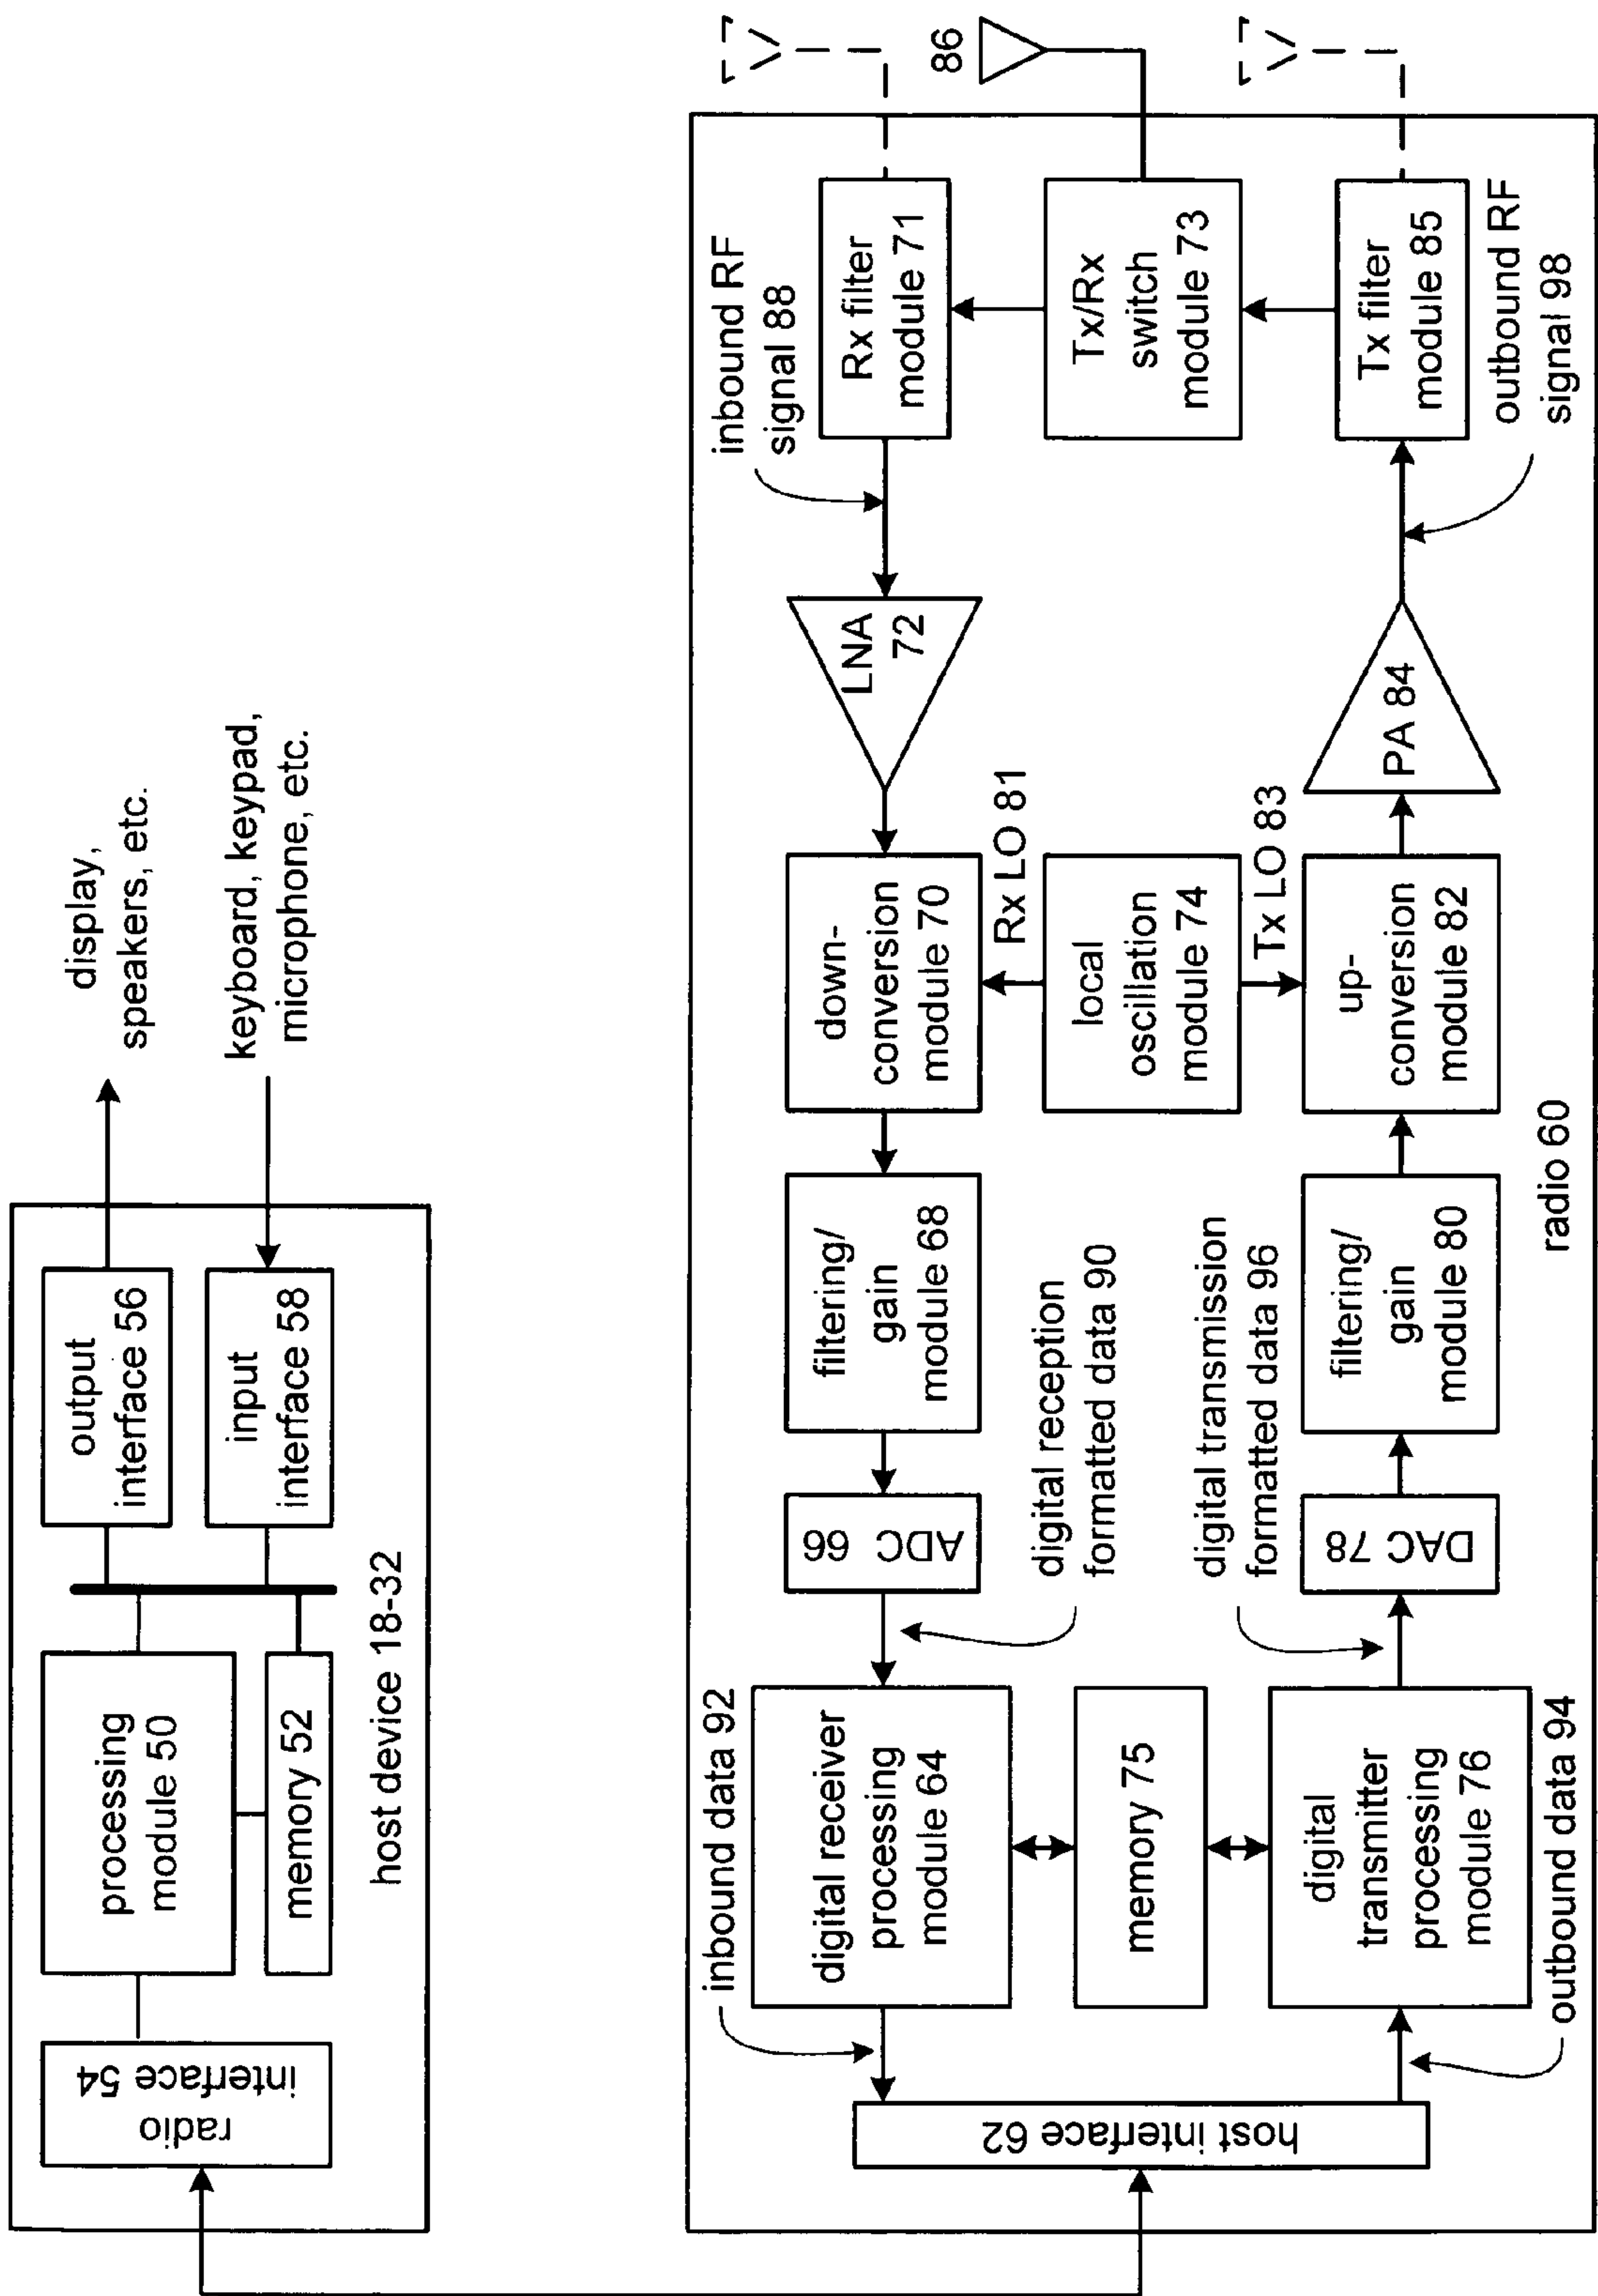 display,
speakers, etc.
keyboard, keypad,
microphone, etc.
output
interface 56
input
interface 58
processing
module 50
memory 52
radio
interface 54
host device 18-32
86
inbound RF
signal 88
Rx filter
module 71
Tx/Rx
switch
module 73
Tx filter
module 85
outbound RF
signal 98
LNA
72
PA 84
down-
conversion
module 70
Rx LO 81
local
oscillation
module 74
Tx LO 83
up-
conversion
module 82
filtering/
gain
module 68
filtering/
gain
module 80
radio 60
ADC
66
digital reception
formatted data 90
digital transmission
formatted data 96
DAC 78
inbound data 92
digital receiver
processing
module 64
memory 75
digital
transmitter
processing
module 76
outbound data 94
host interface 62